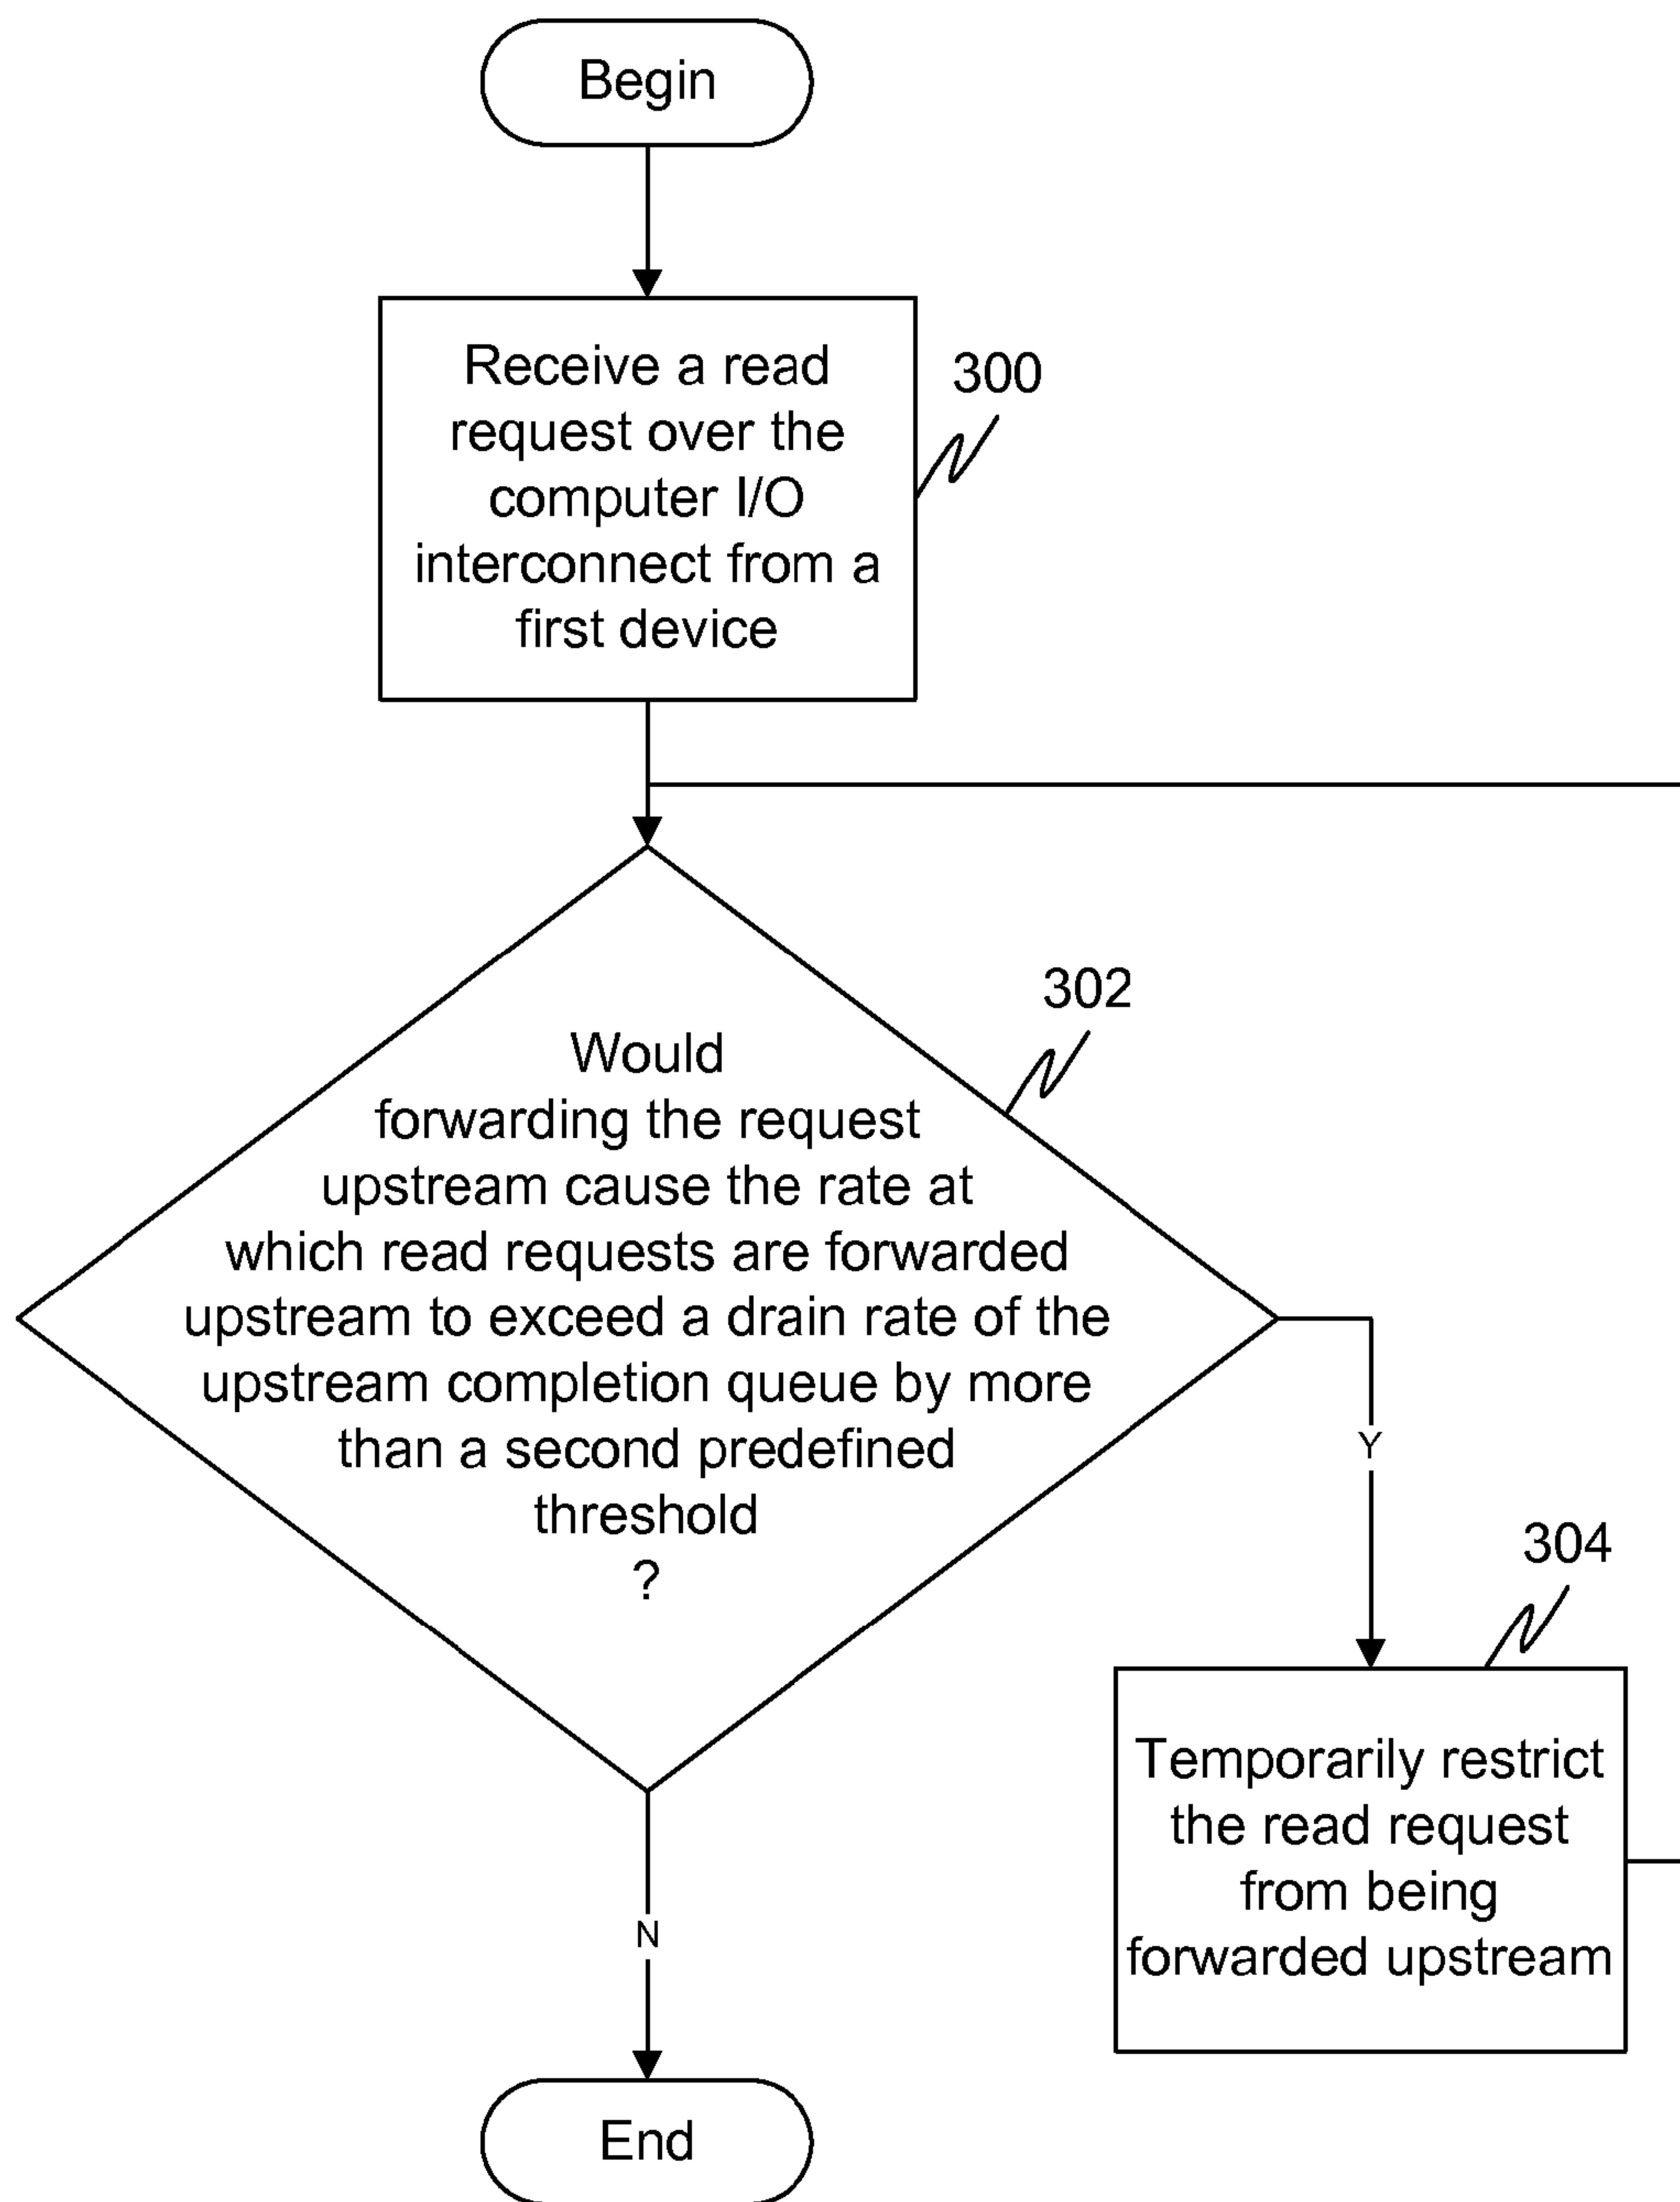 Begin
Receive a read
request over the
computer I/O
interconnect from a
first device
300
302
Would
forwarding the request
upstream cause the rate at
which read requests are forwarded
upstream to exceed a drain rate of the
upstream completion queue by more
than a second predefined
threshold
?
Y
304
Temporarily restrict
the read request
from being
forwarded upstream
N
End